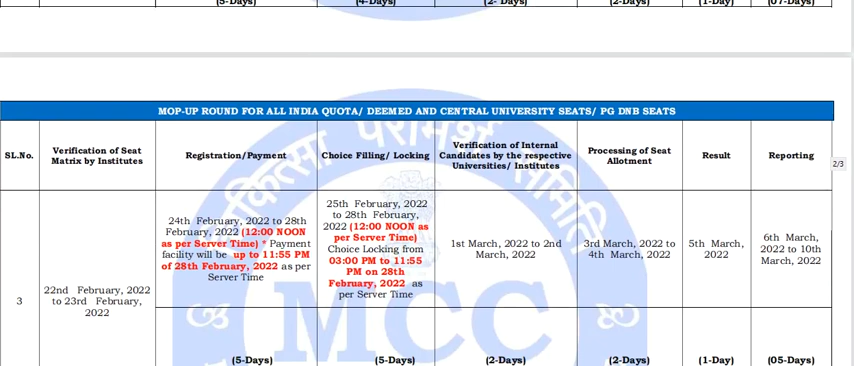 (5-Days) (4-Days) (2- Days) (2-Days) (1-Day) (07-Days)
MOP-UP ROUND FOR ALL INDIA QUOTA/ DEEMED AND CENTRAL UNIVERSITY SEATS/ PG DNB SEATS
SL.No.
Verification of Seat
Matrix by Institutes
Registration/Payment
Choice Filling/ Locking
Verification of Internal
Candidates by the respective
Universities/ Institutes
Processing of Seat
Allotment
Result
Reporting
2/3
3
22nd February, 2022
to 23rd February,
2022
24th February, 2022 to 28th
February, 2022 (12:00 NOON
as per Server Time) * Payment
facility will be up to 11:55 PM
of 28th February, 2022 as per
Server Time
25th February, 2022
to 28th February,
2022 (12:00 NOON as
per Server Time)
Choice Locking from
03:00 PM to 11:55
PM on 28th
February, 2022 as
per Server Time
1st March, 2022 to 2nd
March, 2022
3rd March, 2022 to
4th March, 2022
5th March,
2022
6th March,
2022 to 10th
March, 2022
(5-Days) (5-Days) (2-Days) (2-Days) (1-Day) (05-Days)
चिकित्सा परामर्श समिति
MCC